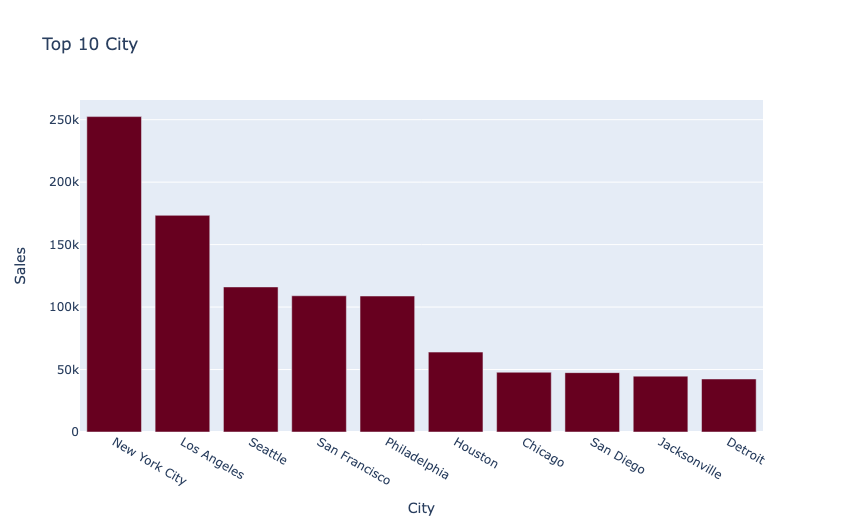 Top 10 City
Sales
250k
200k
150k
100k
50k
0
New York City
Los Angeles
Seattle
San Francisco
Philadelphia
Houston
Chicago
San Diego
Jacksonville
Detroit
City